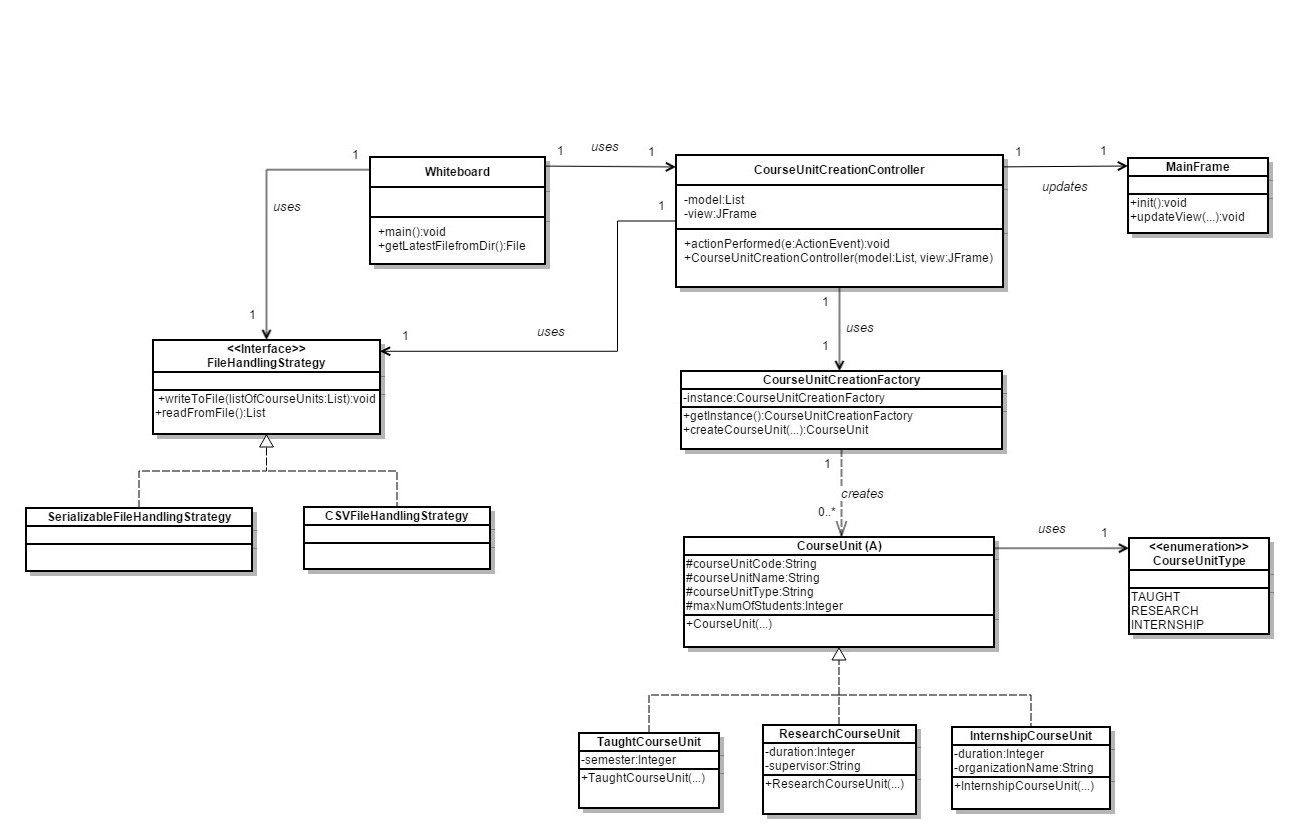 1
Whiteboard
+main():void
+getLatestFilefromDir():File
1
uses
1
CourseUnitCreationController
-model:List
-view:JFrame
+actionPerformed(e:ActionEvent):void
+CourseUnitCreationController(model:List, view:JFrame)
1
1
updates
MainFrame
+init():void
+updateView(...):void
uses
1
1
1
uses
1
uses
1
<<Interface>>
FileHandlingStrategy
+writeToFile(listOfCourseUnits:List):void
+readFromFile():List
1
CourseUnitCreationFactory
-instance:CourseUnitCreationFactory
+getInstance():CourseUnitCreationFactory
+createCourseUnit(...):CourseUnit
1
creates
0..*
SerializableFileHandlingStrategy
CSVFileHandlingStrategy
CourseUnit (A)
#courseUnitCode:String
#courseUnitName:String
#courseUnitType:String
#maxNumOfStudents:Integer
+CourseUnit(...)
uses
1
<<enumeration>>
CourseUnitType
TAUGHT
RESEARCH
INTERNSHIP
TaughtCourseUnit
-semester:Integer
+TaughtCourseUnit(...)
ResearchCourseUnit
-duration:Integer
-supervisor:String
+ResearchCourseUnit(...)
InternshipCourseUnit
-duration:Integer
-organizationName:String
+InternshipCourseUnit(...)